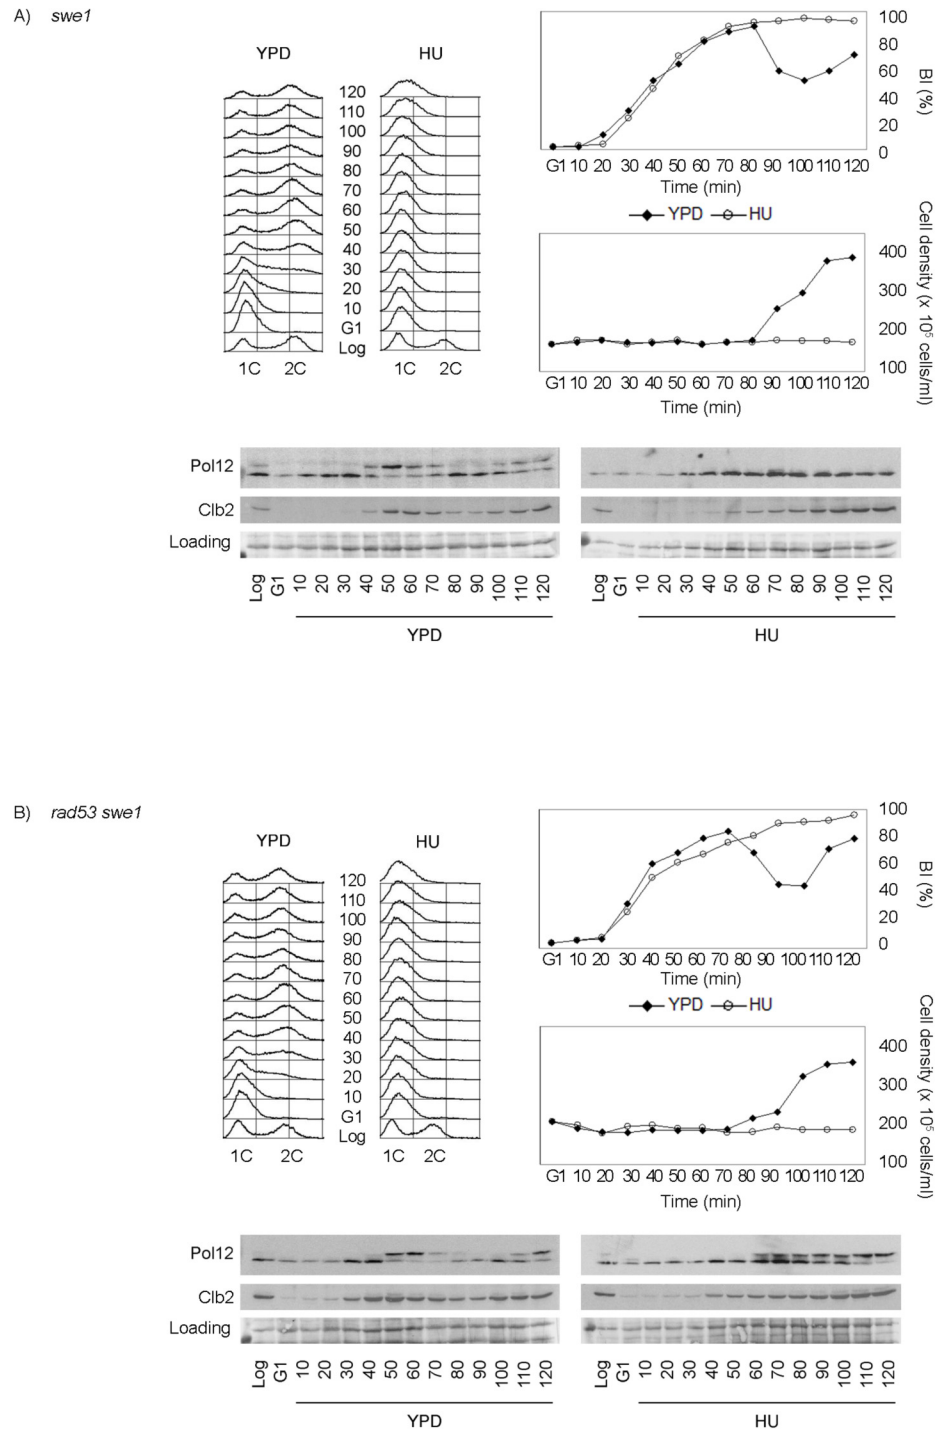 A) swe1
YPD
HU
120
110
100
90
80
70
60
50
40
30
20
10
G1
Log
1C 2C
1C 2C
100
80
60
40
20
0
BI (%)
G1 10 20 30 40 50 60 70 80 90 100 110 120
Time (min)
YPD HU
400
300
200
100
Cell density (x 10⁵ cells/ml)
G1 10 20 30 40 50 60 70 80 90 100 110 120
Time (min)
Pol12
Clb2
Loading
Log G1 10 20 30 40 50 60 70 80 90 100 110 120
YPD
Log G1 10 20 30 40 50 60 70 80 90 100 110 120
HU
B) rad53 swe1
YPD
HU
120
110
100
90
80
70
60
50
40
30
20
10
G1
Log
1C 2C
1C 2C
100
80
60
40
20
0
BI (%)
G1 10 20 30 40 50 60 70 80 90 100 110 120
Time (min)
YPD HU
400
300
200
100
Cell density (x 10⁵ cells/ml)
G1 10 20 30 40 50 60 70 80 90 100 110 120
Time (min)
Pol12
Clb2
Loading
Log G1 10 20 30 40 50 60 70 80 90 100 110 120
YPD
Log G1 10 20 30 40 50 60 70 80 90 100 110 120
HU